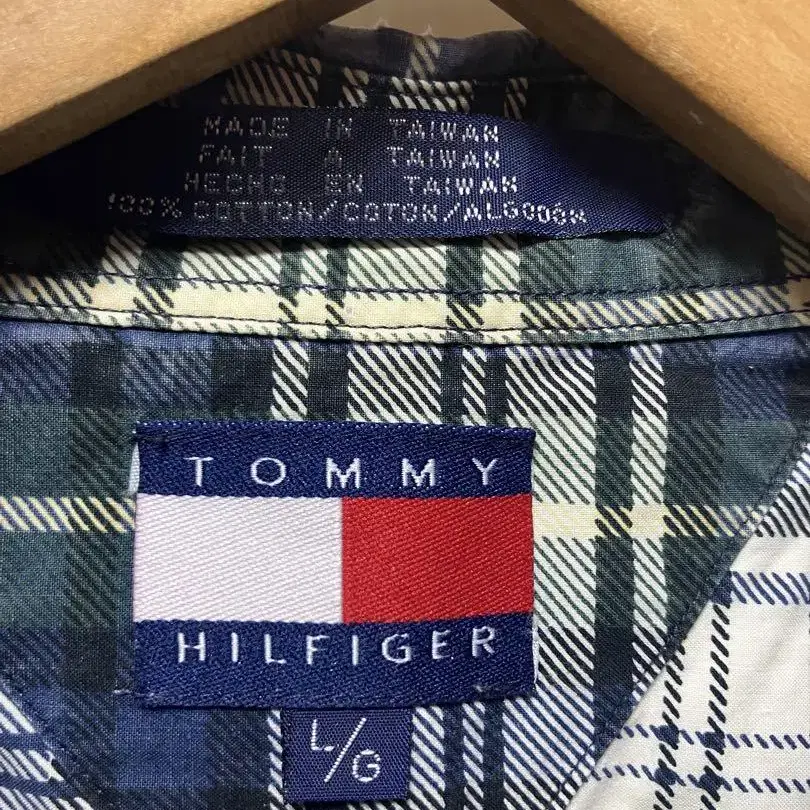 MADE IN TAIWAN
FAIT A TAIWAN
HECHO EN TAIWAN
100% COTTON/COTON/ALGODON
TOMMY
HILFIGER
L/G